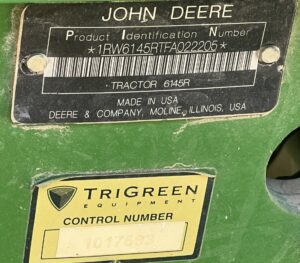 JOHN DEERE
Product Identification Number
*1RW6145RTFA022205*
TRACTOR 6145R
MADE IN USA
DEERE & COMPANY, MOLINE, ILLINOIS, USA
TRIGREEN
EQUIPMENT
CONTROL NUMBER